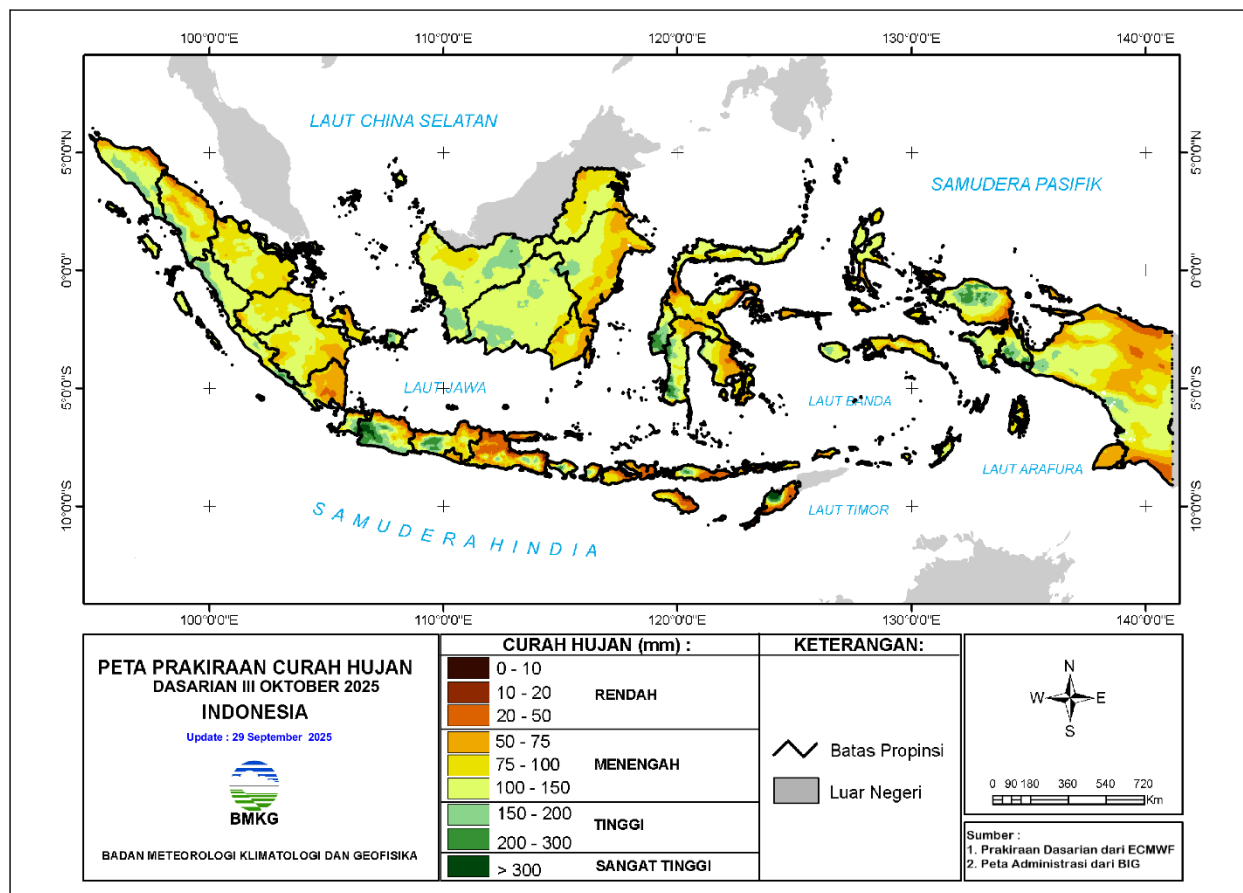 100°0'0"E 110°0'0"E 120°0'0"E 130°0'0"E 140°0'0"E
LAUT CHINA SELATAN
5°0'0"N
5°0'0"N
SAMUDERA PASIFIK
0°0'0"
0°0'0"
5°0'0"S
LAUT JAWA
LAUT BANDA
5°0'0"S
LAUT ARAFURA
10°0'0"S
LAUT TIMOR
10°0'0"S
SAMUDERA HINDIA
100°0'0"E 110°0'0"E 120°0'0"E 130°0'0"E 140°0'0"E
PETA PRAKIRAAN CURAH HUJAN
DASARIAN III OKTOBER 2025
INDONESIA
Update : 29 September 2025
BMKG
BADAN METEOROLOGI KLIMATOLOGI DAN GEOFISIKA
CURAH HUJAN (mm) :
0 - 10
10 - 20
20 - 50
RENDAH
50 - 75
75 - 100
100 - 150
MENENGAH
150 - 200
200 - 300
TINGGI
> 300
SANGAT TINGGI
KETERANGAN:
Batas Propinsi
Luar Negeri
N
W E
S
0 90 180 360 540 720
Km
Sumber :
1. Prakiraan Dasarian dari ECMWF
2. Peta Administrasi dari BIG